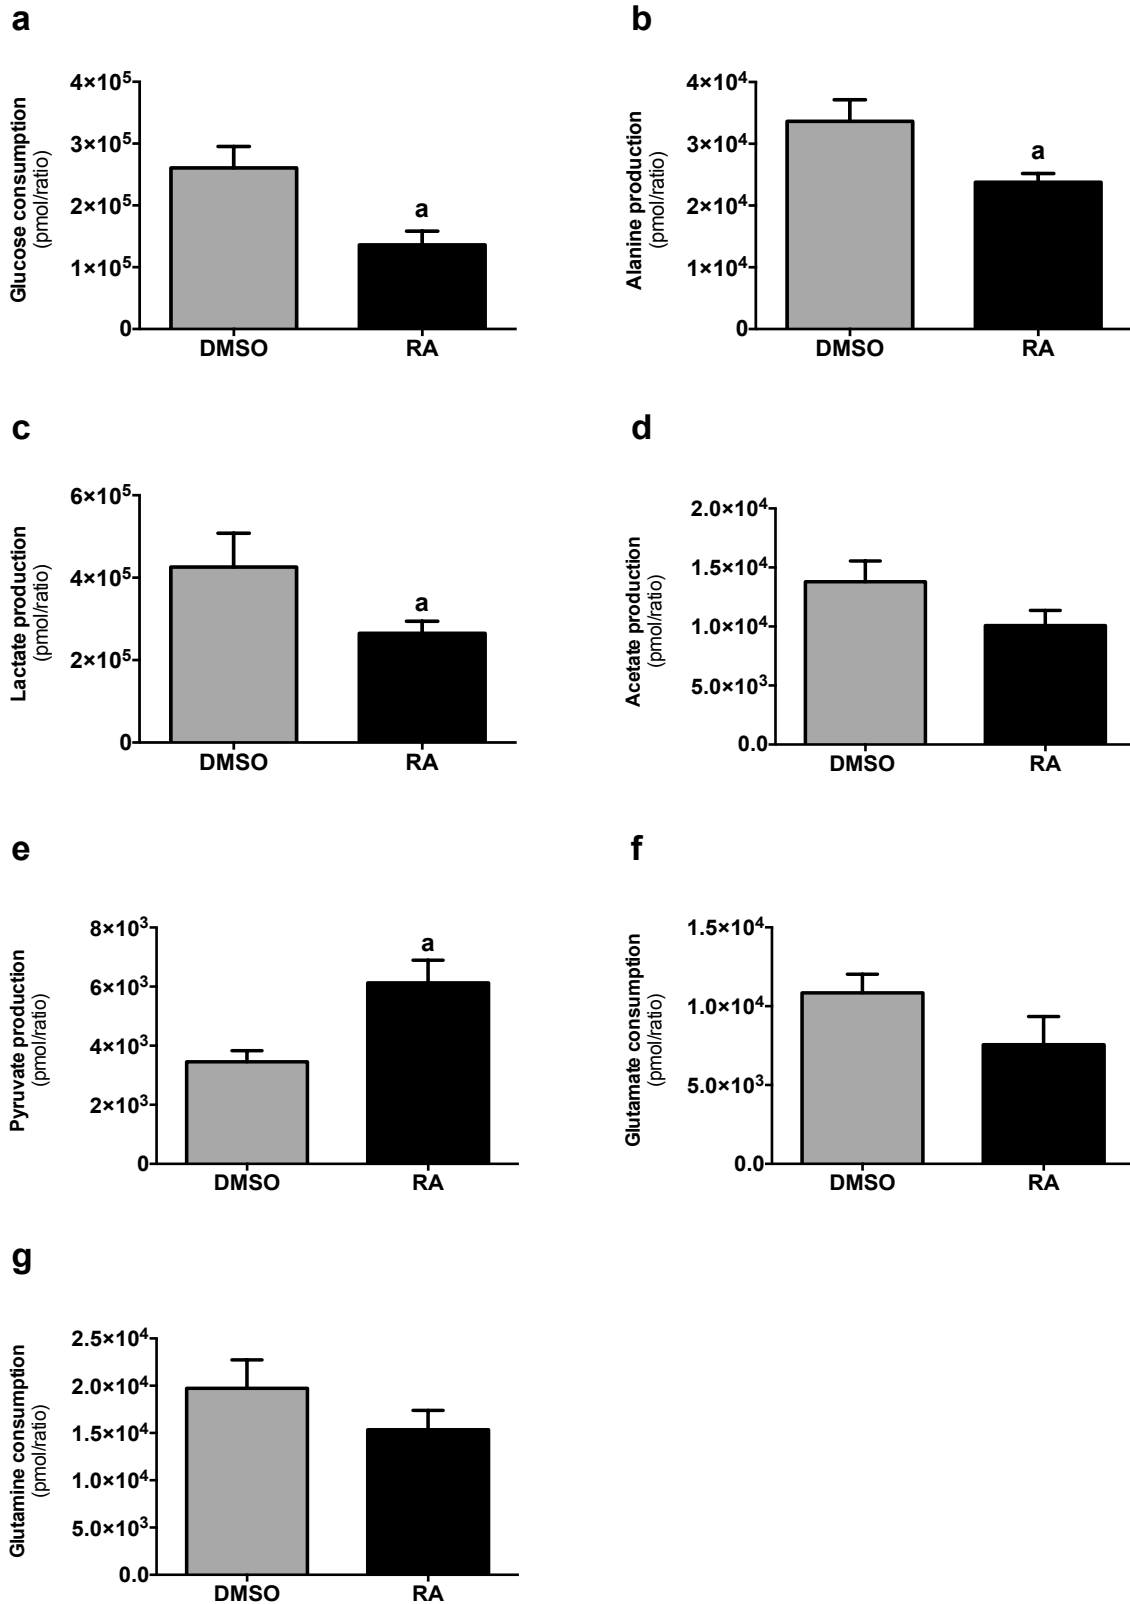 a
Glucose consumption
(pmol/ratio)
4×10⁵
3×10⁵
2×10⁵
1×10⁵
0
a
DMSO
RA
b
Alanine production
(pmol/ratio)
4×10⁴
3×10⁴
2×10⁴
1×10⁴
0
a
DMSO
RA
c
Lactate production
(pmol/ratio)
6×10⁵
4×10⁵
2×10⁵
0
a
DMSO
RA
d
Acetate production
(pmol/ratio)
2.0×10⁴
1.5×10⁴
1.0×10⁴
5.0×10³
0.0
DMSO
RA
e
Pyruvate production
(pmol/ratio)
8×10³
6×10³
4×10³
2×10³
0
a
DMSO
RA
f
Glutamate consumption
(pmol/ratio)
1.5×10⁴
1.0×10⁴
5.0×10³
0.0
DMSO
RA
g
Glutamine consumption
(pmol/ratio)
2.5×10⁴
2.0×10⁴
1.5×10⁴
1.0×10⁴
5.0×10³
0.0
DMSO
RA